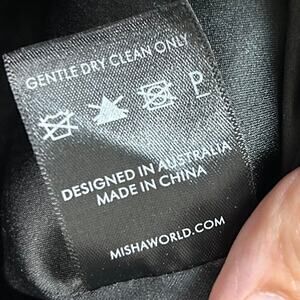 GENTLE DRY CLEAN ONLY
P
DESIGNED IN AUSTRALIA
MADE IN CHINA
MISHAWORLD.COM